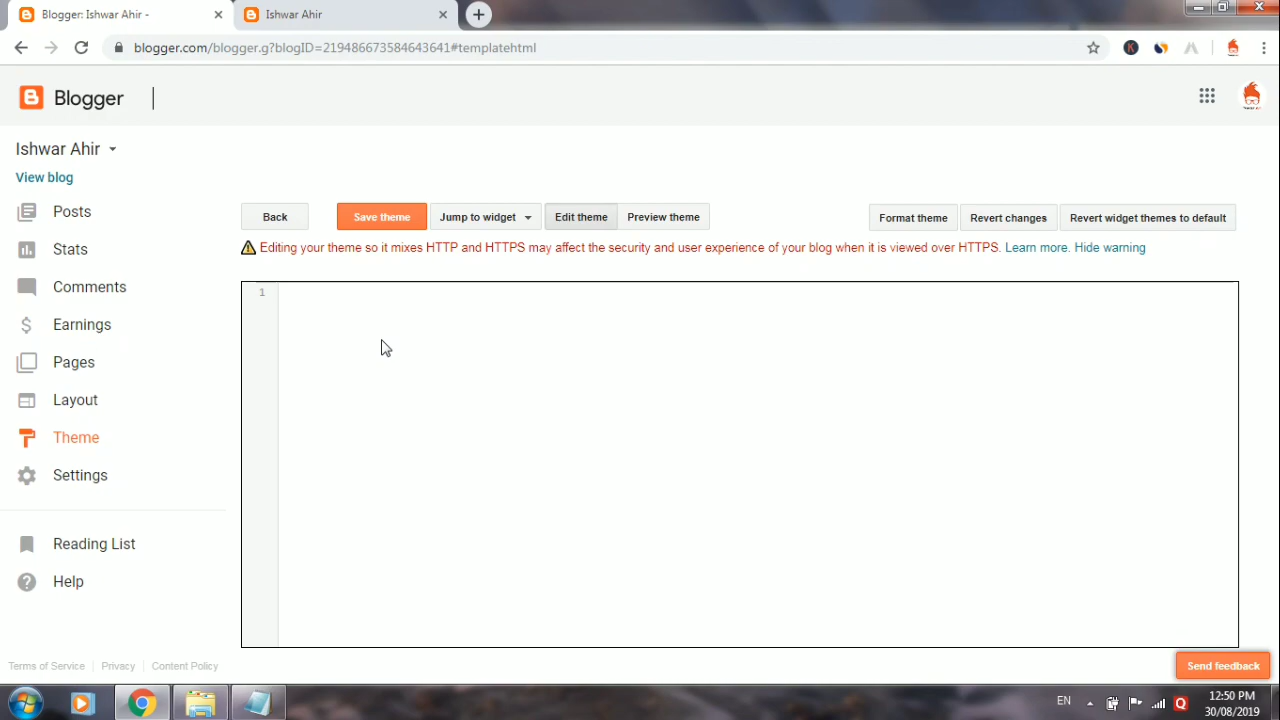 Blogger: Ishwar Ahir -
Ishwar Ahir
blogger.com/blogger.g?blogID=219486673584643641#templatehtml
Blogger
Ishwar Ahir
View blog
Posts
Stats
Comments
Earnings
Pages
Layout
Theme
Settings
Reading List
Help
Back
Save theme
Jump to widget
Edit theme
Preview theme
Format theme
Revert changes
Revert widget themes to default
Editing your theme so it mixes HTTP and HTTPS may affect the security and user experience of your blog when it is viewed over HTTPS. Learn more. Hide warning
1
Terms of Service | Privacy | Content Policy
Send feedback
EN
12:50 PM
30/08/2019